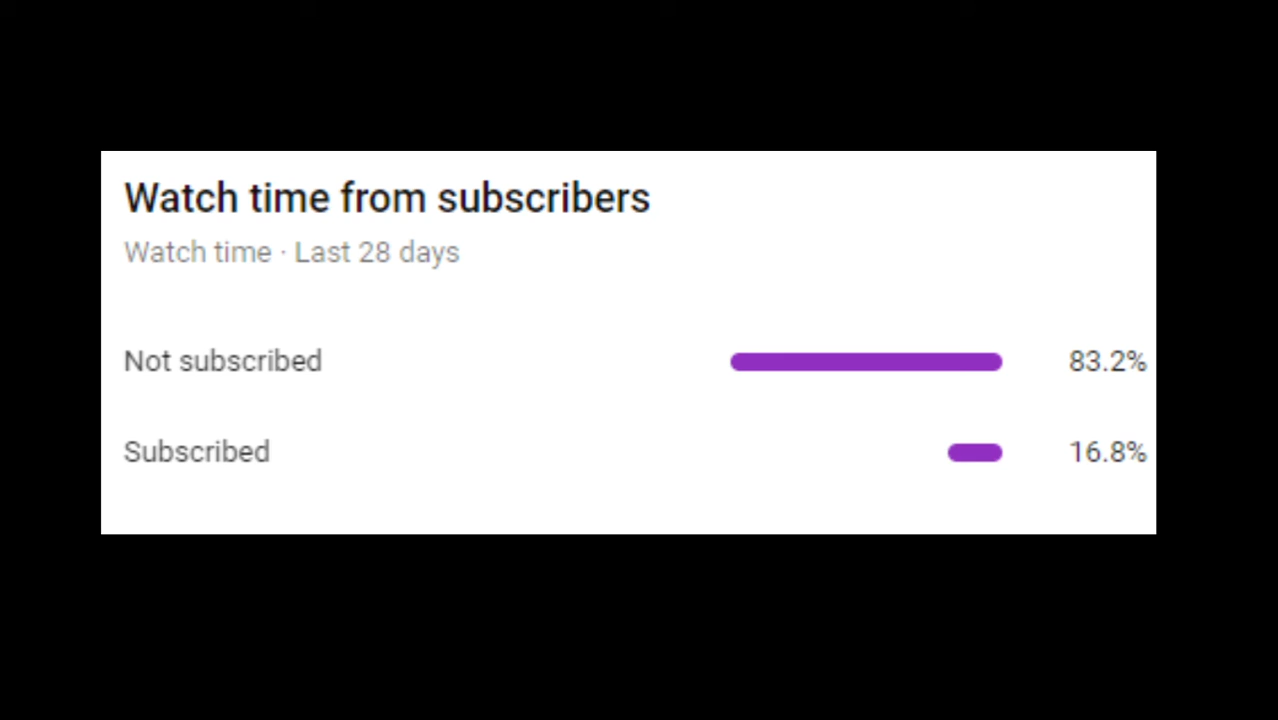 Watch time from subscribers
Watch time · Last 28 days
Not subscribed 83.2%
Subscribed 16.8%